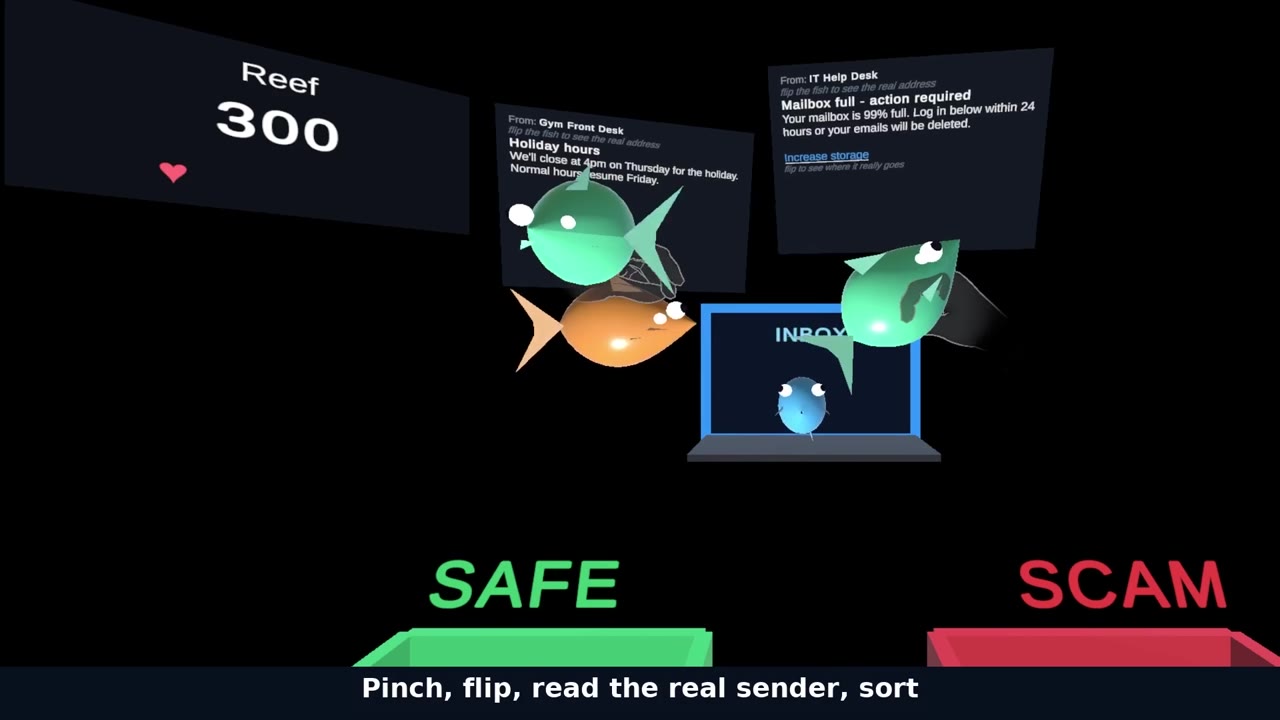 Reef
300
From: Gym Front Desk
flip the fish to see the real address
Holiday hours
We'll close at 4pm on Thursday for the holiday.
Normal hours resume Friday.
From: IT Help Desk
flip the fish to see the real address
Mailbox full - action required
Your mailbox is 99% full. Log in below within 24
hours or your emails will be deleted.
Increase storage
flip to see where it really goes
INBOX
SAFE
SCAM
Pinch, flip, read the real sender, sort